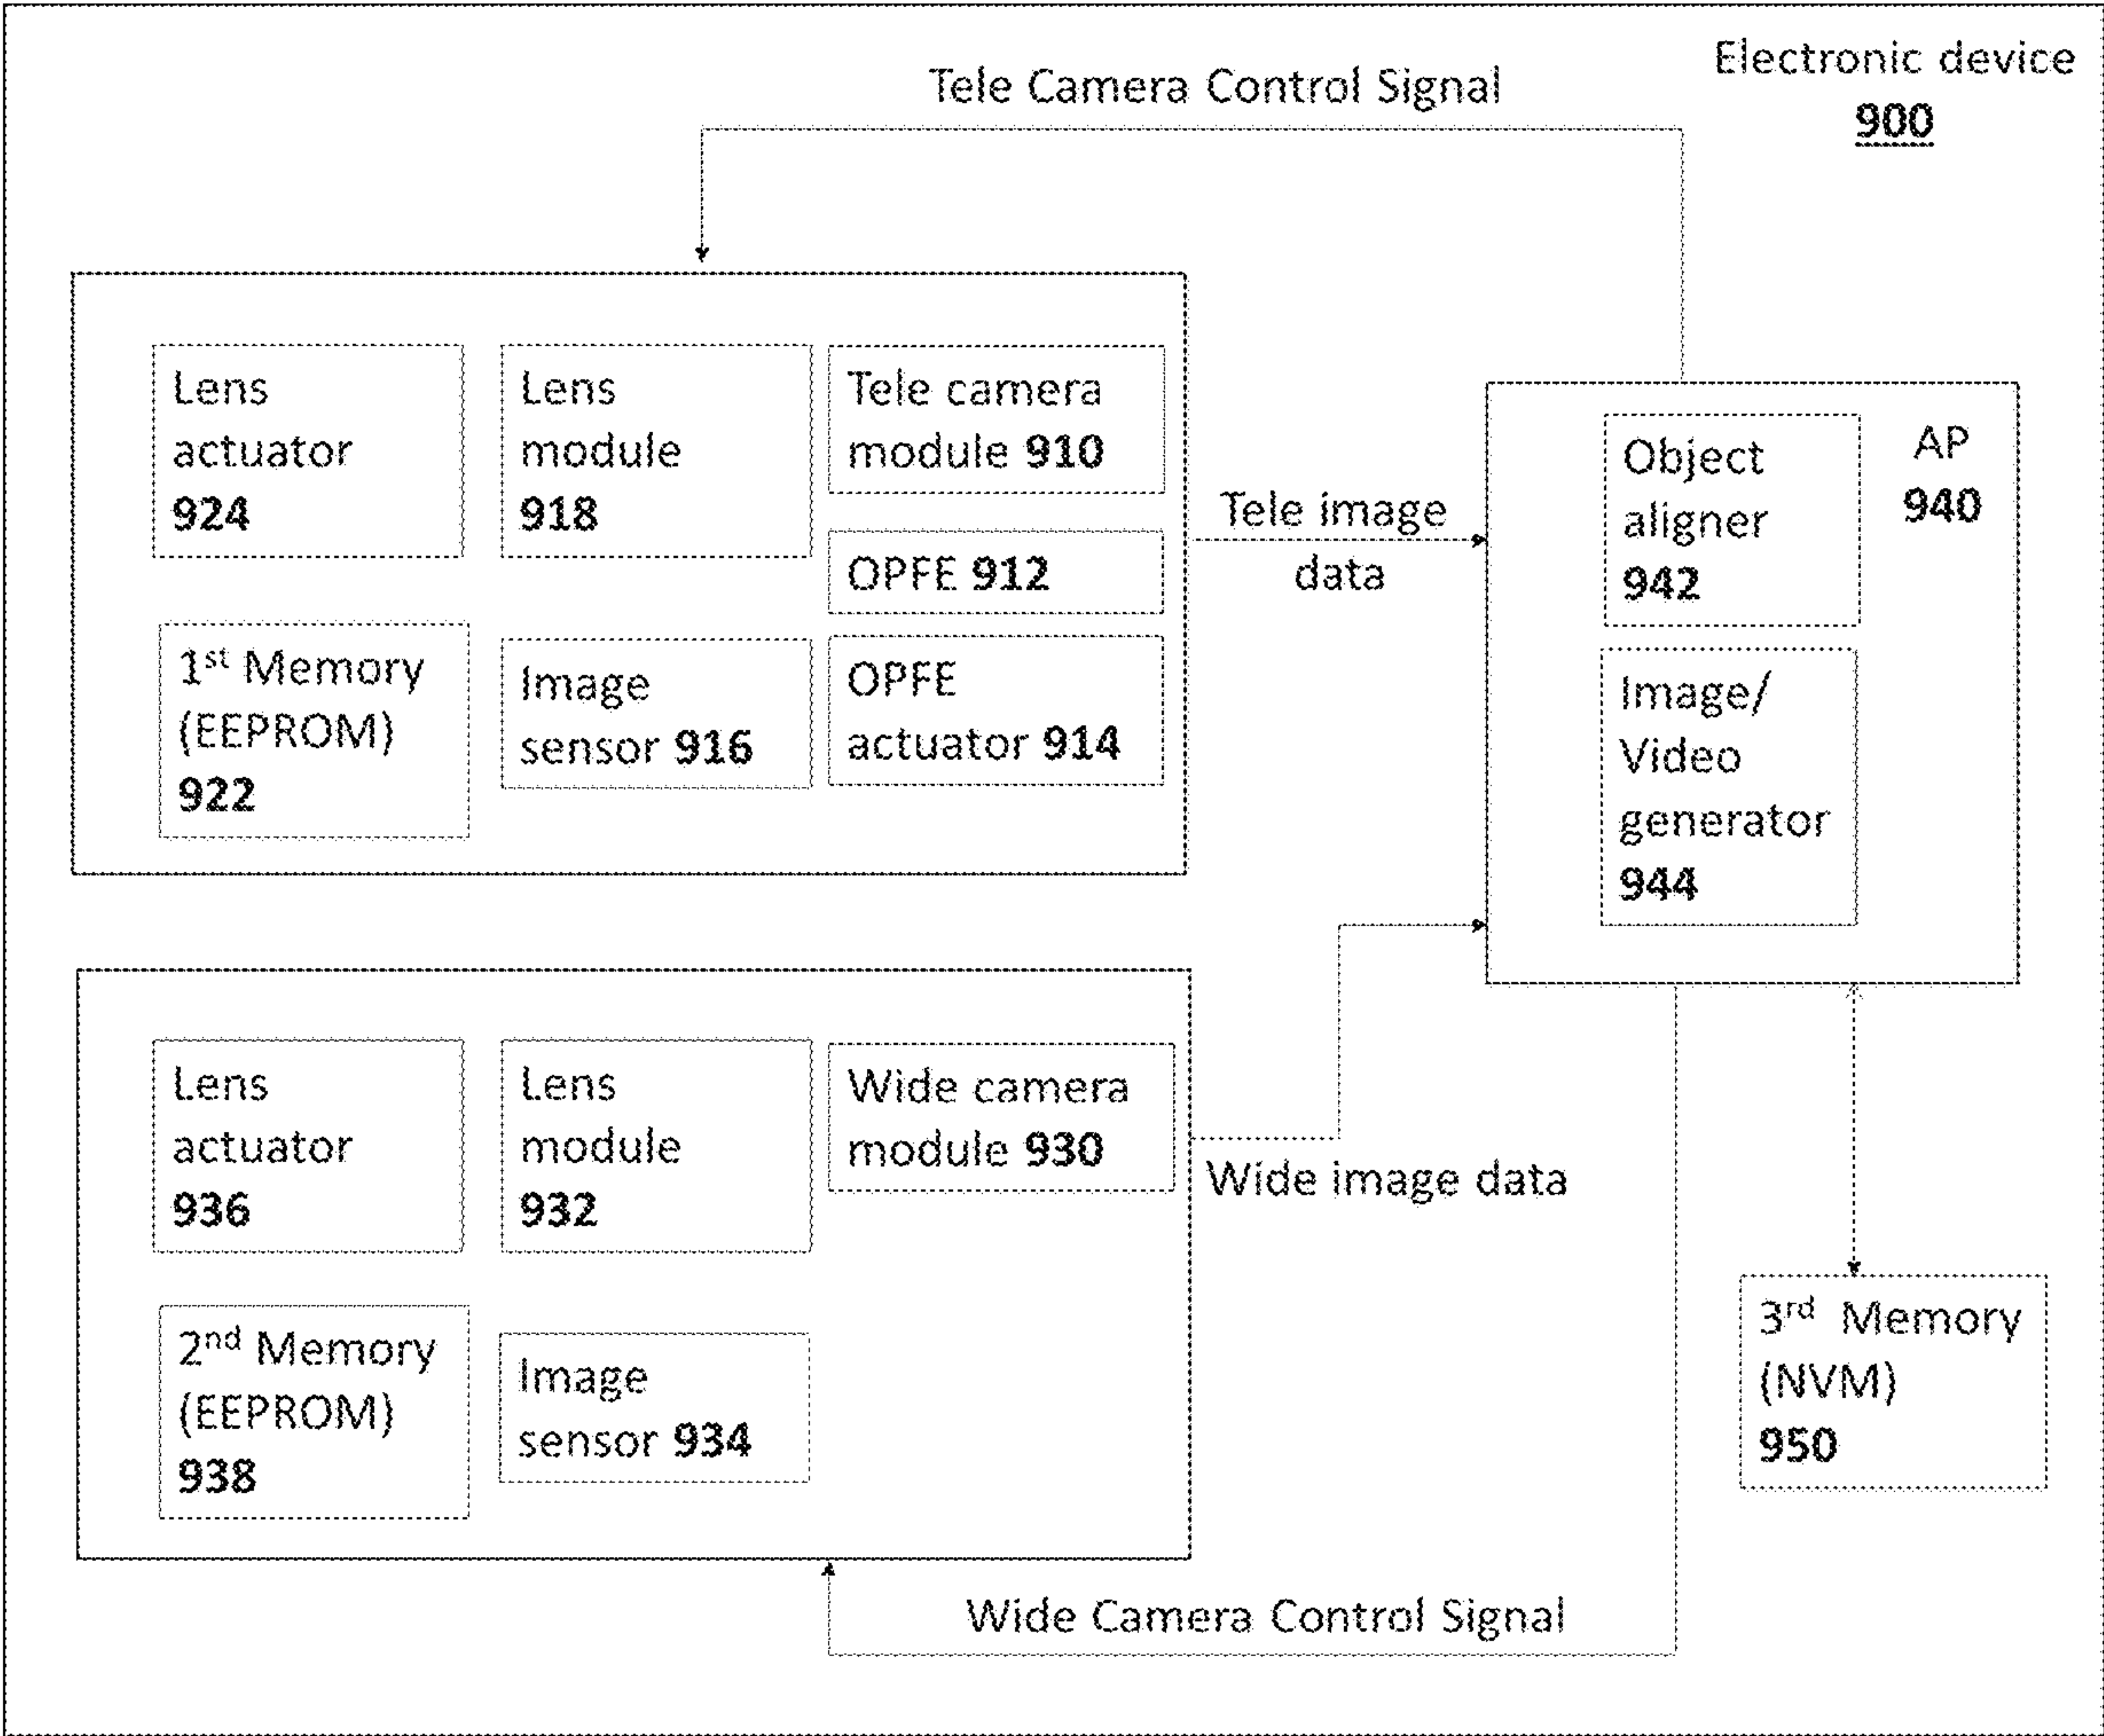 Electronic device
900
Tele Camera Control Signal
Lens
actuator
924
Lens
module
918
Tele camera
module 910
OPFE 912
1st Memory
(EEPROM)
922
Image
sensor 916
OPFE
actuator 914
Tele image
data
Object
aligner
942
AP
940
Image/
Video
generator
944
Lens
actuator
936
Lens
module
932
Wide camera
module 930
Wide image data
2nd Memory
(EEPROM)
938
Image
sensor 934
3rd Memory
(NVM)
950
Wide Camera Control Signal